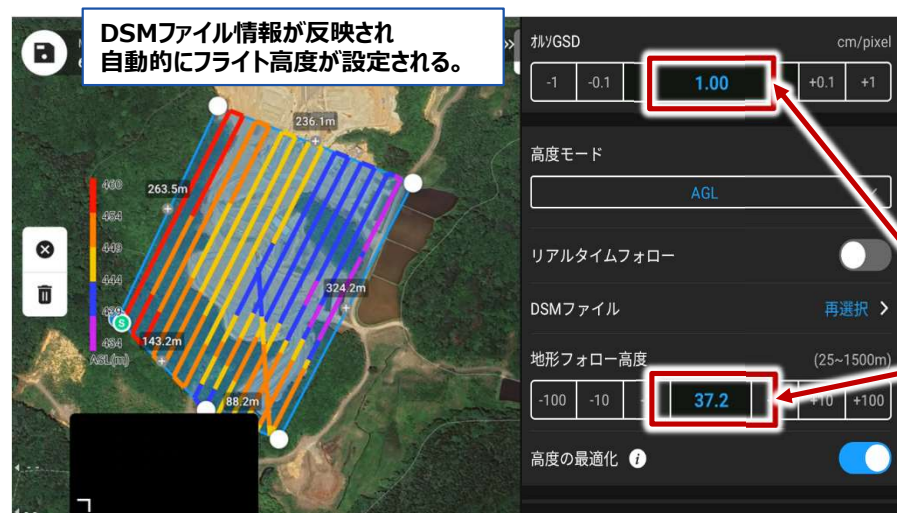 DSMファイル情報が反映され
自動的にフライト高度が設定される。
236.1m
263.5m
324.2m
143.2m
88.2m
460
454
449
444
439
434
ASL(m)
S
オルソGSD cm/pixel
-1 -0.1 1.00 +0.1 +1
高度モード
AGL
リアルタイムフォロー
DSMファイル 再選択 >
地形フォロー高度 (25~1500m)
-100 -10 37.2 +10 +100
高度の最適化 i